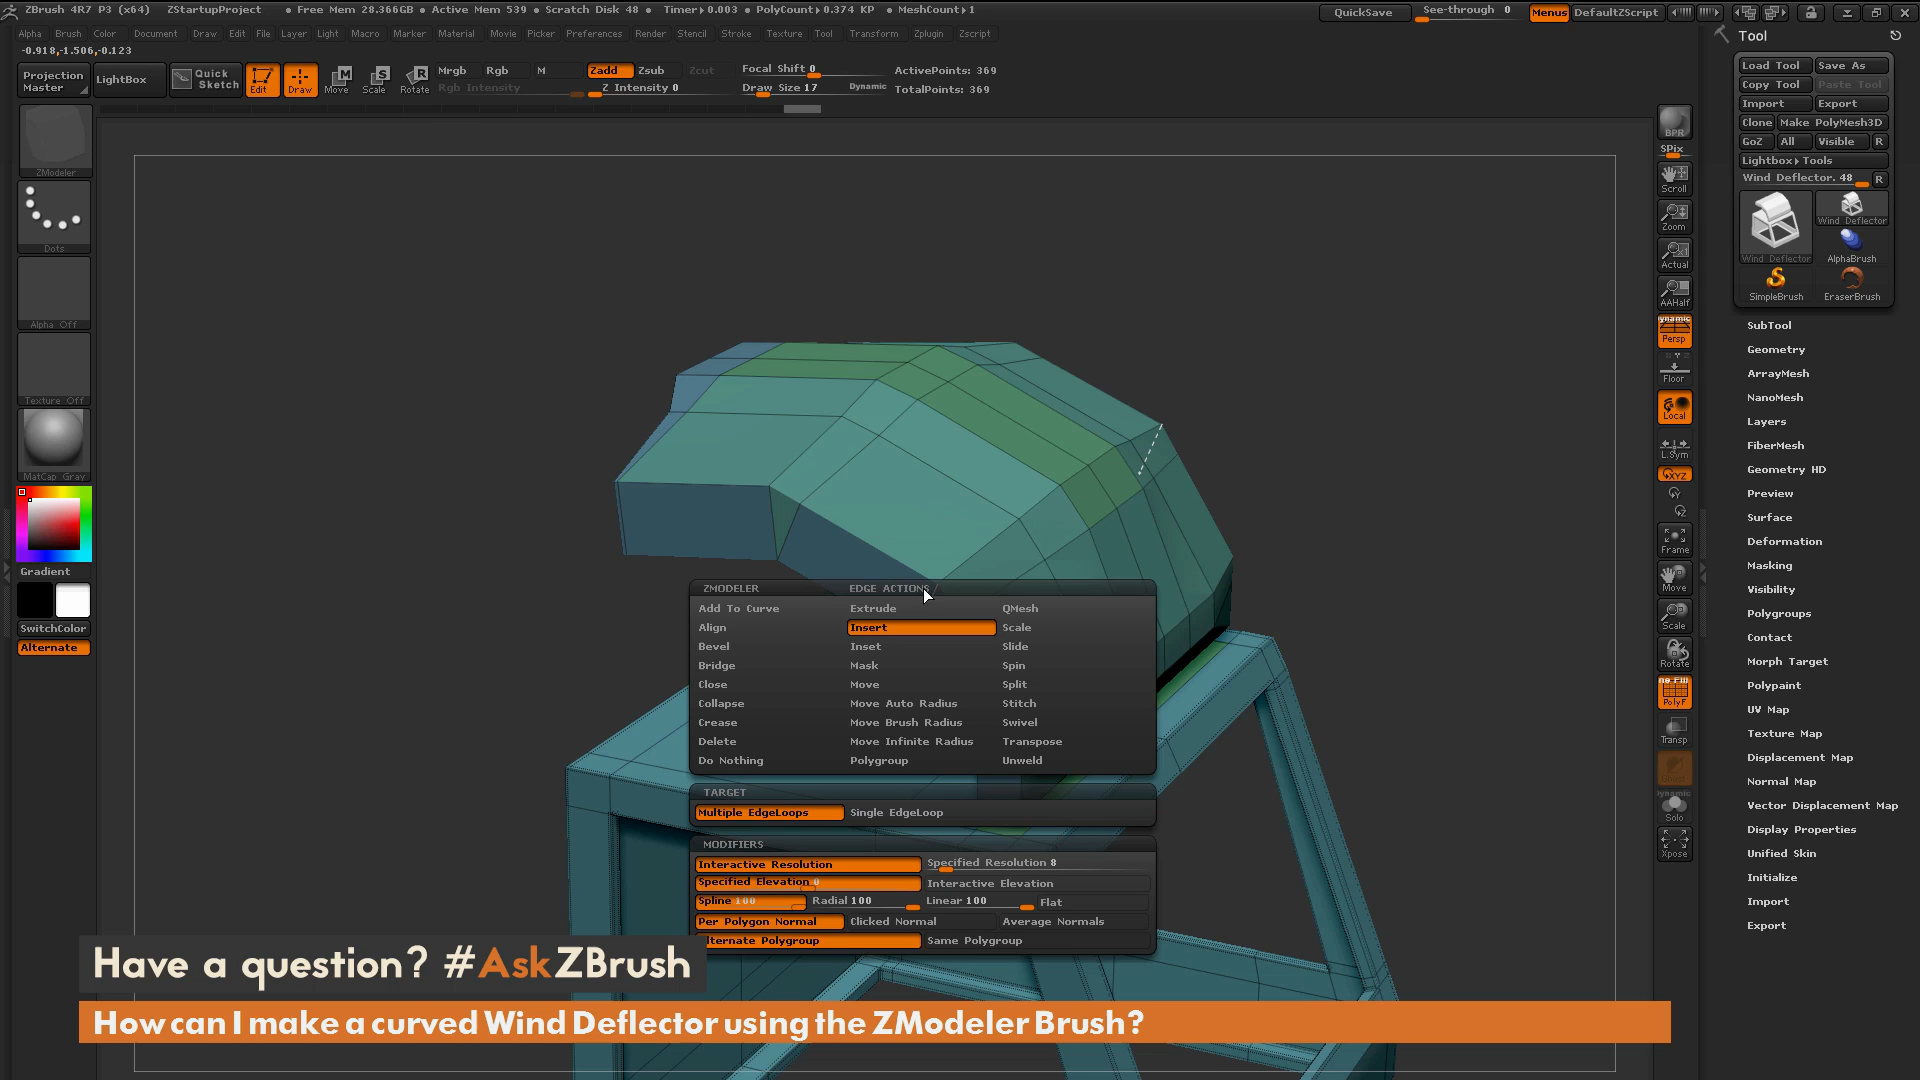 ZBrush 4R7 P3 (x64) ZStartupProject • Free Mem 28.366GB • Active Mem 539 • Scratch Disk 48 • Timer▸0.003 • PolyCount▸0.374 KP • MeshCount▸1 QuickSave See-through 0 Menus DefaultZScript
Alpha Brush Color Document Draw Edit File Layer Light Macro Marker Material Movie Picker Preferences Render Stencil Stroke Texture Tool Transform Zplugin Zscript
-0.918,-1.506,-0.123
Projection Master
LightBox
Quick Sketch
Edit
Draw
Move
Scale
Rotate
Mrgb Rgb M
Rgb Intensity
Zadd Zsub Zcut
Z Intensity 0
Focal Shift 0
Draw Size 17 Dynamic
ActivePoints: 369
TotalPoints: 369
ZModeler
Dots
Alpha Off
Texture Off
MatCap Gray
Gradient
SwitchColor
Alternate
ZMODELER EDGE ACTIONS
Add To Curve Extrude QMesh
Align Insert Scale
Bevel Inset Slide
Bridge Mask Spin
Close Move Split
Collapse Move Auto Radius Stitch
Crease Move Brush Radius Swivel
Delete Move Infinite Radius Transpose
Do Nothing Polygroup Unweld
TARGET
Multiple EdgeLoops Single EdgeLoop
MODIFIERS
Interactive Resolution Specified Resolution 8
Specified Elevation 0 Interactive Elevation
Spline 100 Radial 100 Linear 100 Flat
Per Polygon Normal Clicked Normal Average Normals
lternate Polygroup Same Polygroup
Have a question? #AskZBrush
How can I make a curved Wind Deflector using the ZModeler Brush?
BPR
SPix
Scroll
Zoom
Actual
AAHalf
Persp
Floor
Local
L.Sym
XYZ
Frame
Move
Scale
Rotate
PolyF
Transp
Ghost
Dynamic
Solo
Xpose
Tool
Load Tool Save As
Copy Tool Paste Tool
Import Export
Clone Make PolyMesh3D
GoZ All Visible R
Lightbox▸Tools
Wind Deflector. 48 R
Wind Deflector
Wind Deflector
AlphaBrush
SimpleBrush
EraserBrush
SubTool
Geometry
ArrayMesh
NanoMesh
Layers
FiberMesh
Geometry HD
Preview
Surface
Deformation
Masking
Visibility
Polygroups
Contact
Morph Target
Polypaint
UV Map
Texture Map
Displacement Map
Normal Map
Vector Displacement Map
Display Properties
Unified Skin
Initialize
Import
Export